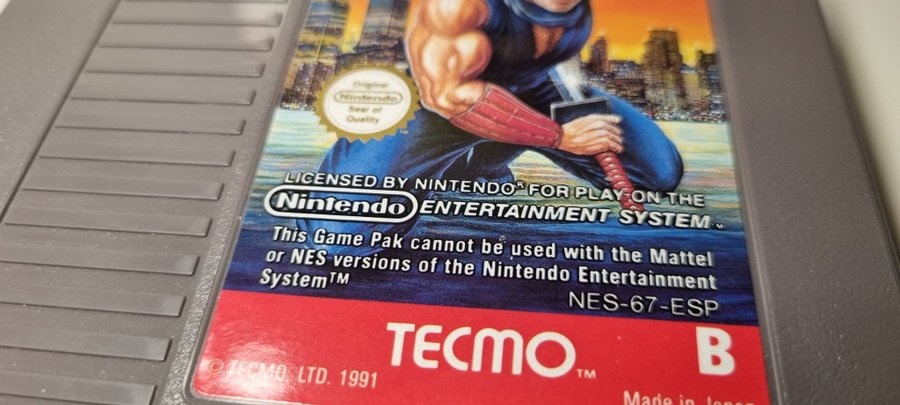 Original
Nintendo
Seal of
Quality
TM
LICENSED BY NINTENDO® FOR PLAY ON THE
Nintendo ENTERTAINMENT SYSTEM™
This Game Pak cannot be used with the Mattel
or NES versions of the Nintendo Entertainment
System™
NES-67-ESP
TECMO™ B
© TECMO, LTD. 1991
Made in Japan